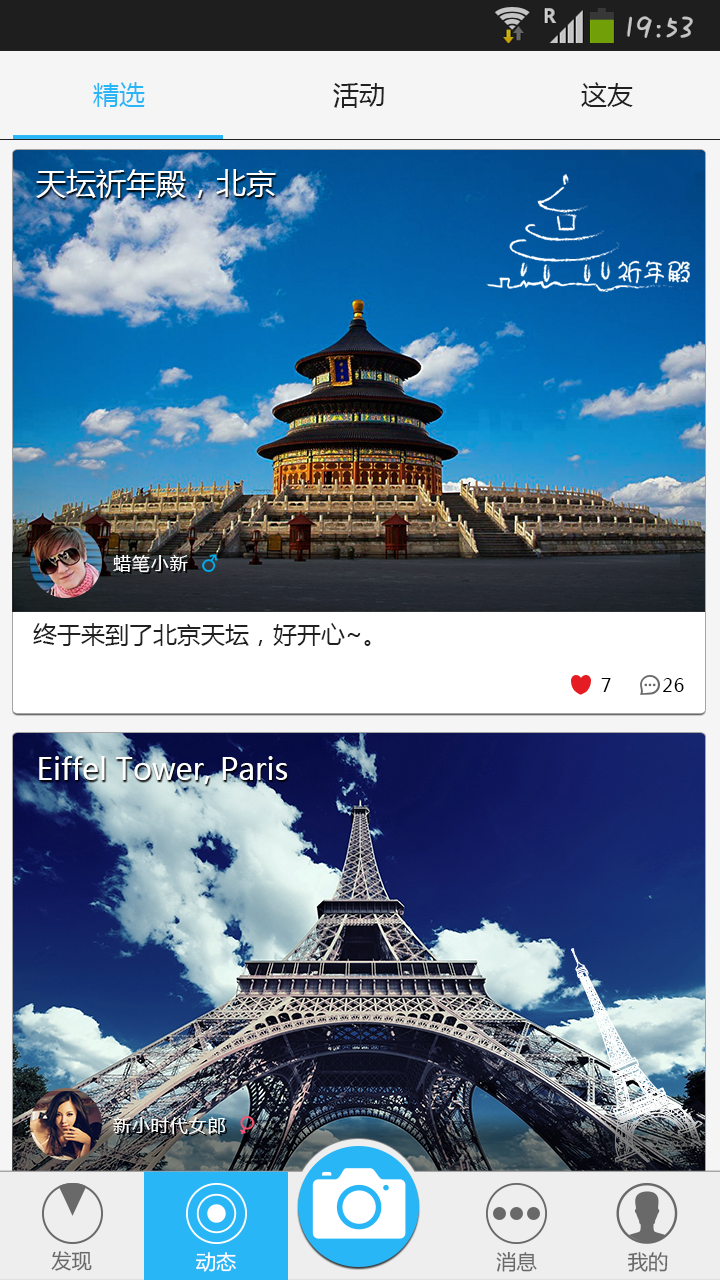 R 19:53
精选 活动 这友
天坛祈年殿，北京
祈年殿
蜡笔小新
终于来到了北京天坛，好开心~。
7 26
Eiffel Tower, Paris
新小时代女郎
发现 动态 消息 我的